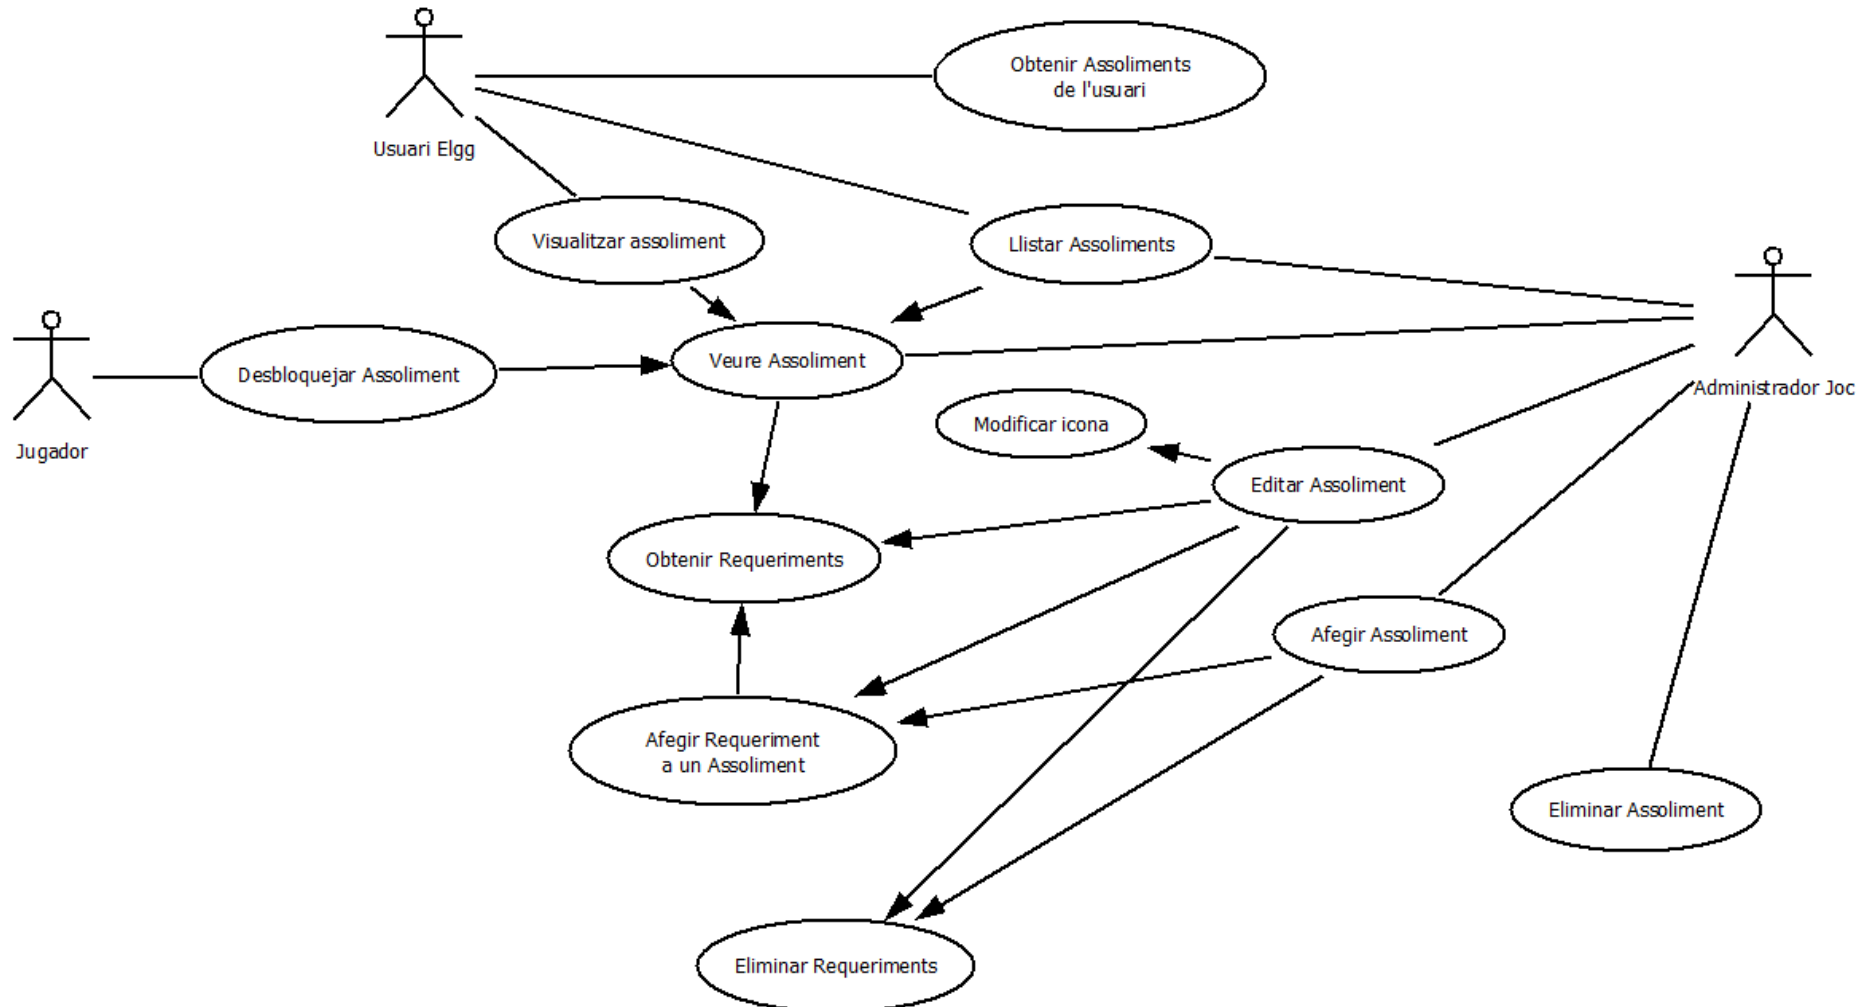 Obtenir Assoliments
de l'usuari
Usuari Elgg
Visualitzar assoliment
Llistar Assoliments
Veure Assoliment
Desbloquejar Assoliment
Administrador Joc
Jugador
Modificar icona
Editar Assoliment
Obtenir Requeriments
Afegir Assoliment
Afegir Requeriment
a un Assoliment
Eliminar Assoliment
Eliminar Requeriments